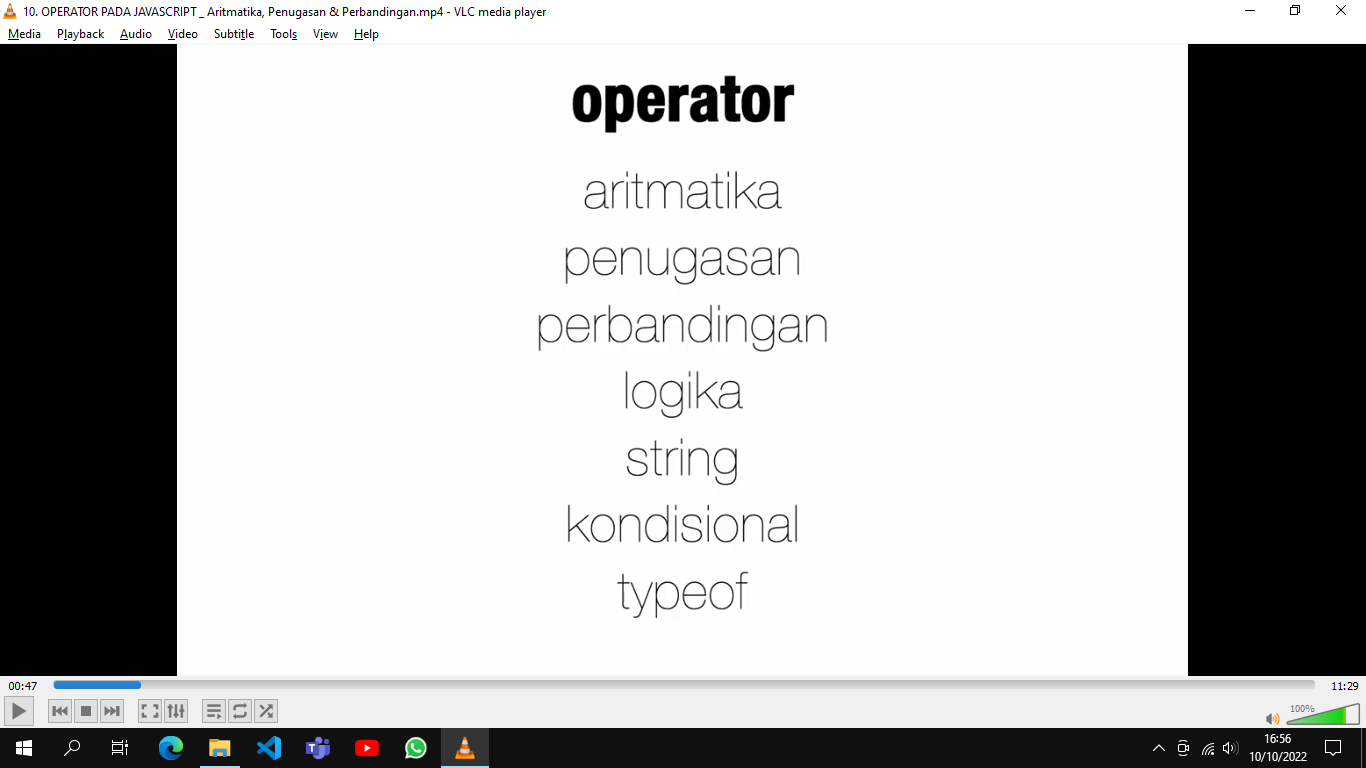 10. OPERATOR PADA JAVASCRIPT _ Aritmatika, Penugasan & Perbandingan.mp4 - VLC media player
Media Playback Audio Video Subtitle Tools View Help
operator
aritmatika
penugasan
perbandingan
logika
string
kondisional
typeof
00:47 11:29
100%
16:56
10/10/2022